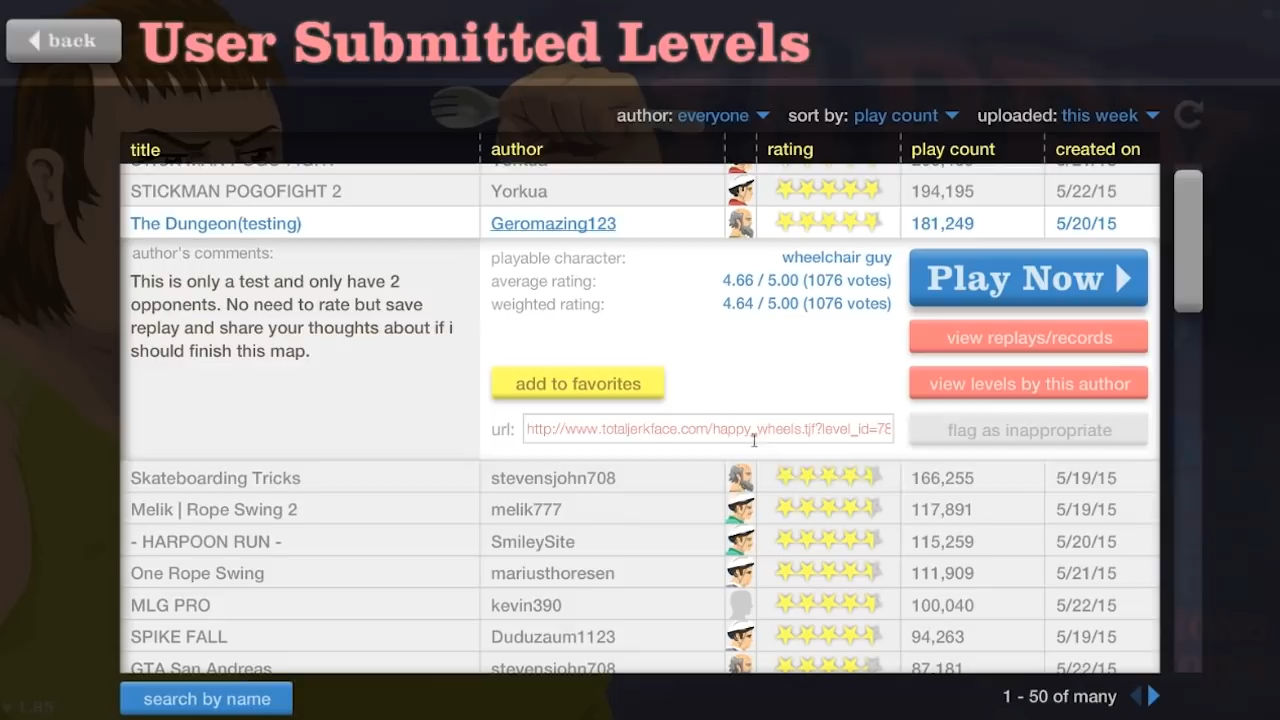 back
User Submitted Levels
author: everyone sort by: play count uploaded: this week
title author rating play count created on
STICKMAN POGOFIGHT 2 Yorkua 194,195 5/22/15
The Dungeon(testing) Geromazing123 181,249 5/20/15
author's comments:
This is only a test and only have 2
opponents. No need to rate but save
replay and share your thoughts about if i
should finish this map.
playable character: wheelchair guy
average rating: 4.66 / 5.00 (1076 votes)
weighted rating: 4.64 / 5.00 (1076 votes)
add to favorites
url: http://www.totaljerkface.com/happy_wheels.tjf?level_id=78
Play Now
view replays/records
view levels by this author
flag as inappropriate
Skateboarding Tricks stevensjohn708 166,255 5/19/15
Melik | Rope Swing 2 melik777 117,891 5/19/15
- HARPOON RUN - SmileySite 115,259 5/20/15
One Rope Swing mariusthoresen 111,909 5/21/15
MLG PRO kevin390 100,040 5/22/15
SPIKE FALL Duduzaum1123 94,263 5/19/15
GTA San Andreas stevensjohn708 87,181 5/22/15
search by name
1 - 50 of many